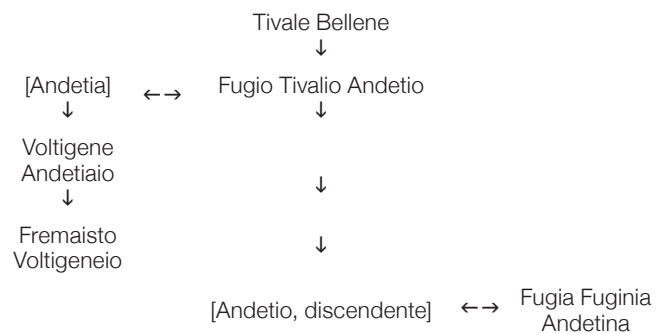 Tivale Bellene
↓
[Andetia] ←→ Fugio Tivalio Andetio
↓ ↓
Voltigene
Andetiaio
↓
↓
Fremaisto
Voltigeneio
↓
[Andetio, discendente] ←→ Fugia Fuginia
Andetina